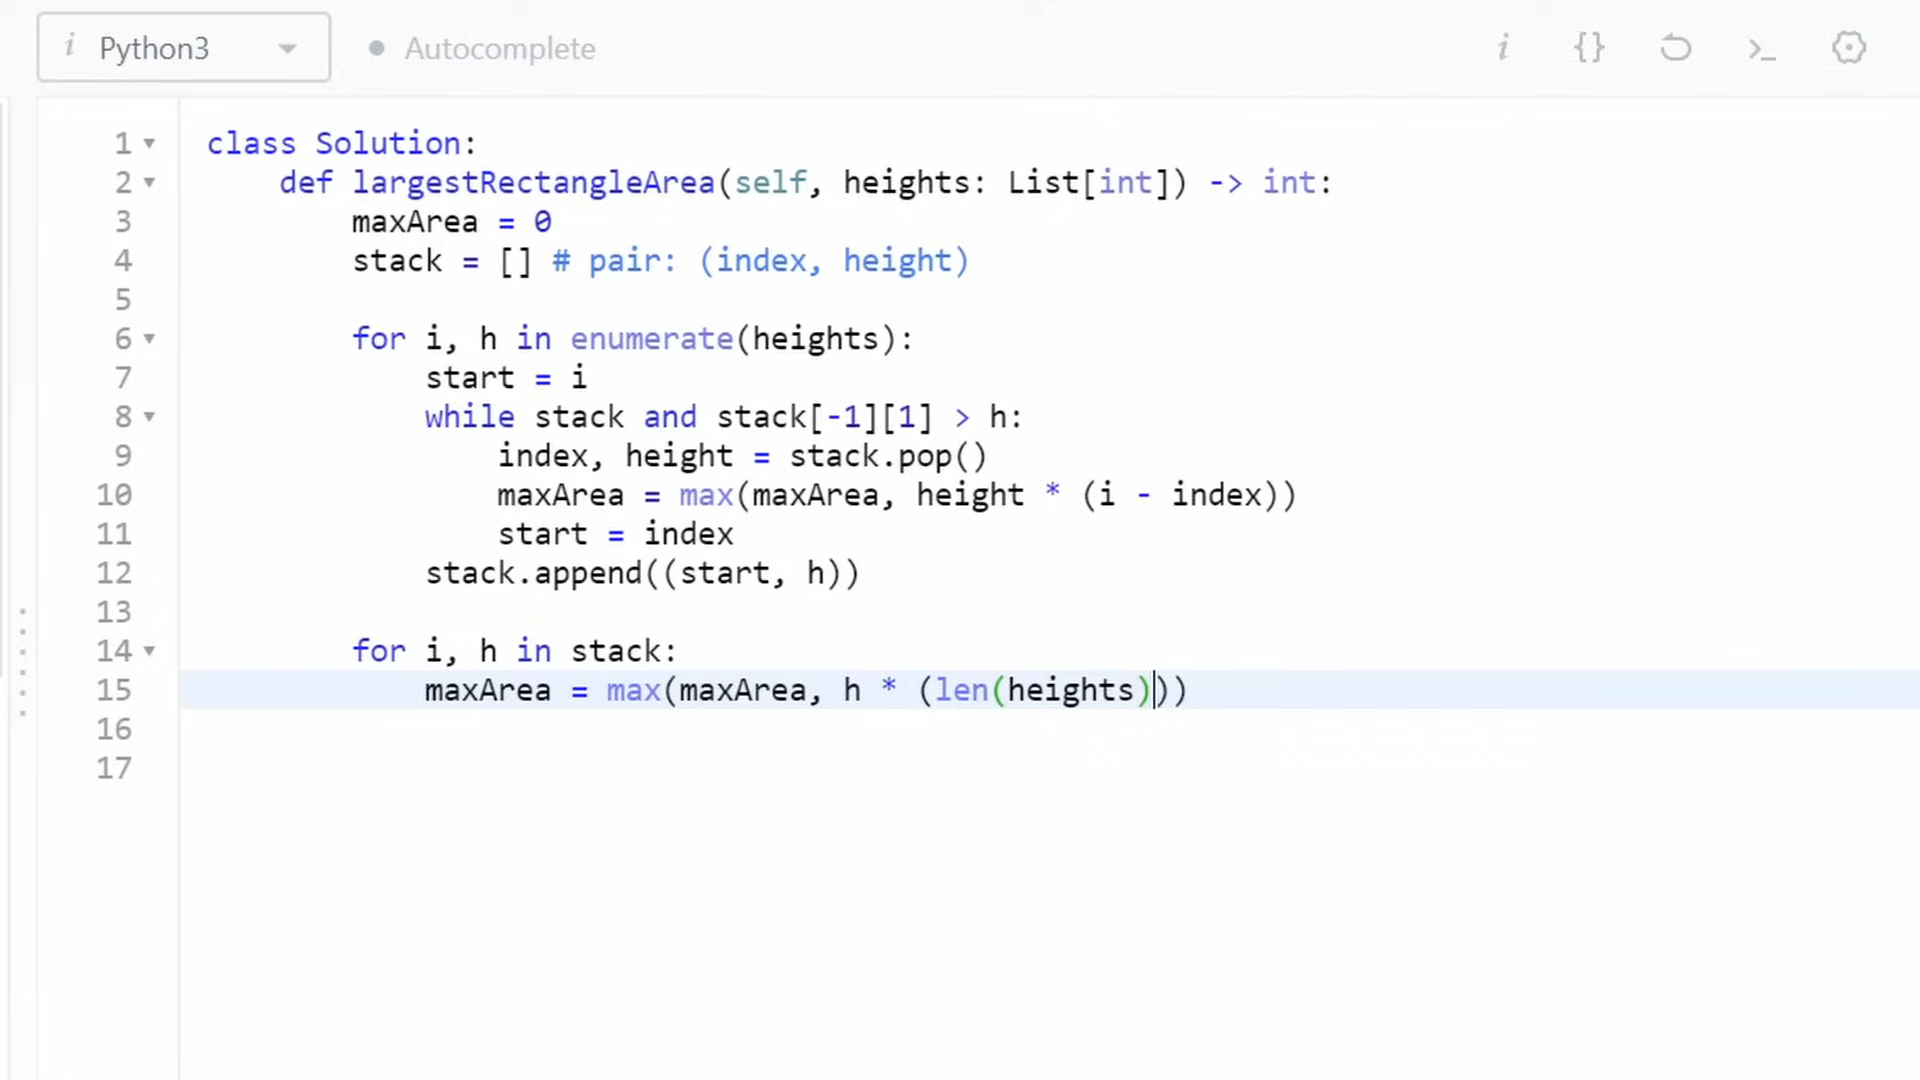 i Python3 Autocomplete i {} >_
1 class Solution:
2 def largestRectangleArea(self, heights: List[int]) -> int:
3 maxArea = 0
4 stack = [] # pair: (index, height)
5
6 for i, h in enumerate(heights):
7 start = i
8 while stack and stack[-1][1] > h:
9 index, height = stack.pop()
10 maxArea = max(maxArea, height * (i - index))
11 start = index
12 stack.append((start, h))
13
14 for i, h in stack:
15 maxArea = max(maxArea, h * (len(heights)))
16
17